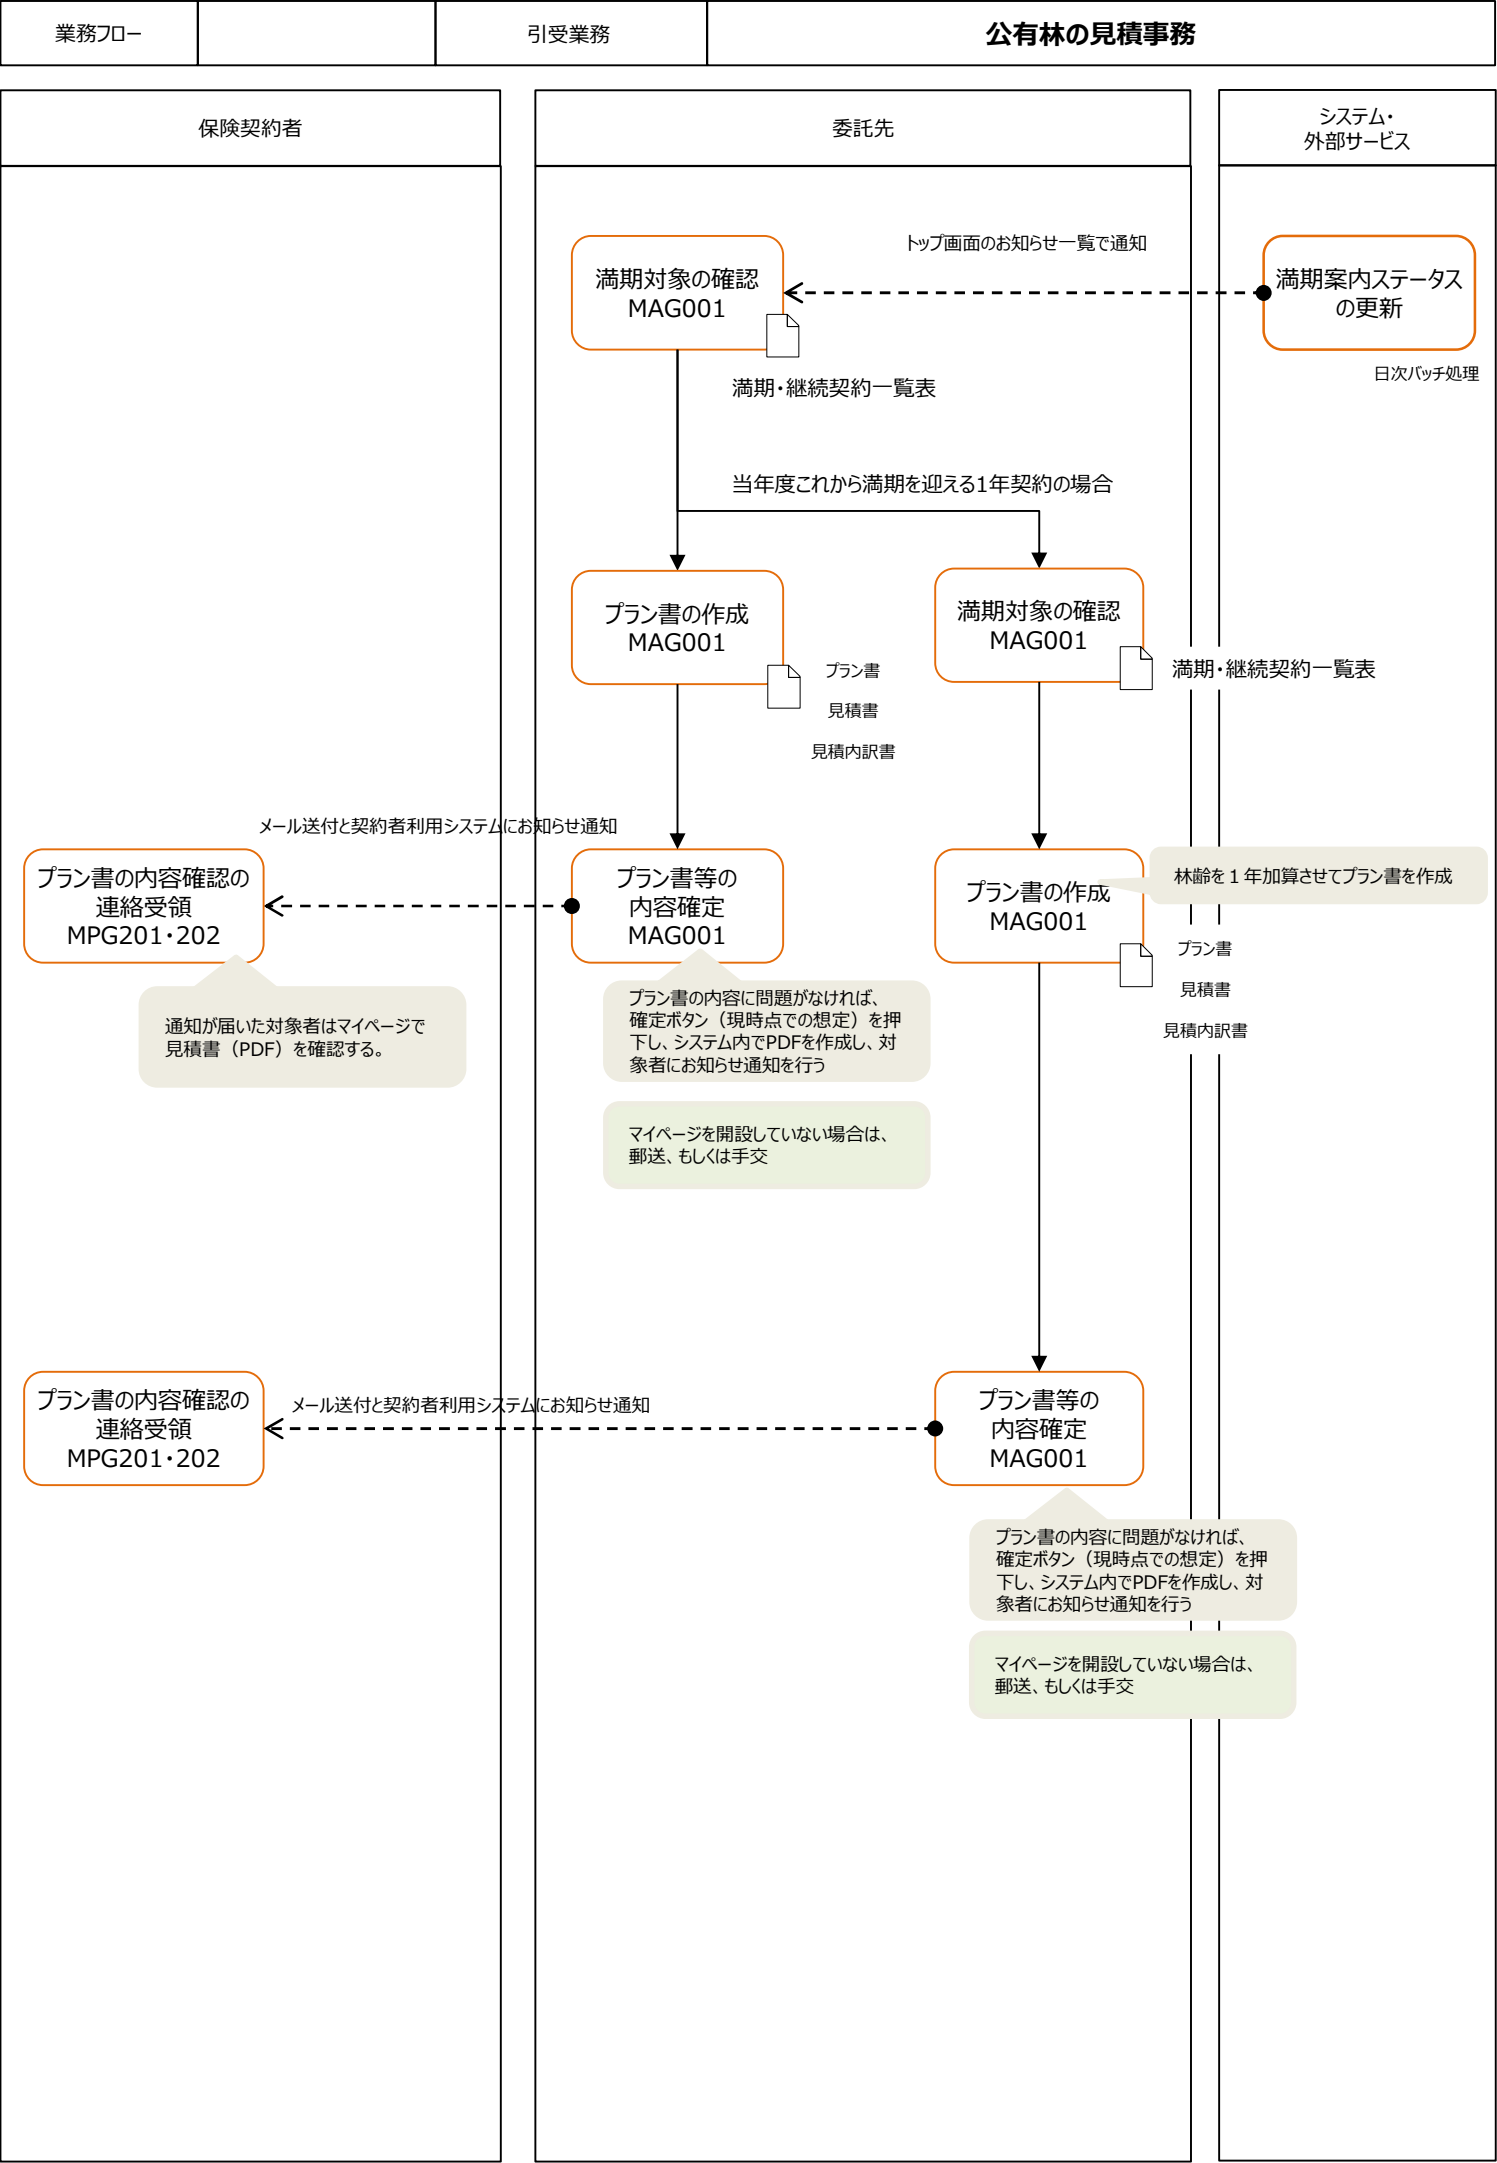 業務フロー
引受業務
公有林の見積事務
保険契約者
委託先
システム・
外部サービス
トップ画面のお知らせ一覧で通知
満期対象の確認
MAG001
満期案内ステータス
の更新
日次バッチ処理
満期・継続契約一覧表
当年度これから満期を迎える1年契約の場合
プラン書の作成
MAG001
プラン書
見積書
見積内訳書
満期対象の確認
MAG001
満期・継続契約一覧表
メール送付と契約者利用システムにお知らせ通知
プラン書の内容確認の
連絡受領
MPG201・202
プラン書等の
内容確定
MAG001
プラン書の作成
MAG001
林齢を１年加算させてプラン書を作成
プラン書
見積書
見積内訳書
通知が届いた対象者はマイページで
見積書（PDF）を確認する。
プラン書の内容に問題がなければ、
確定ボタン（現時点での想定）を押
下し、システム内でPDFを作成し、対
象者にお知らせ通知を行う
マイページを開設していない場合は、
郵送、もしくは手交
プラン書の内容確認の
連絡受領
MPG201・202
メール送付と契約者利用システムにお知らせ通知
プラン書等の
内容確定
MAG001
プラン書の内容に問題がなければ、
確定ボタン（現時点での想定）を押
下し、システム内でPDFを作成し、対
象者にお知らせ通知を行う
マイページを開設していない場合は、
郵送、もしくは手交